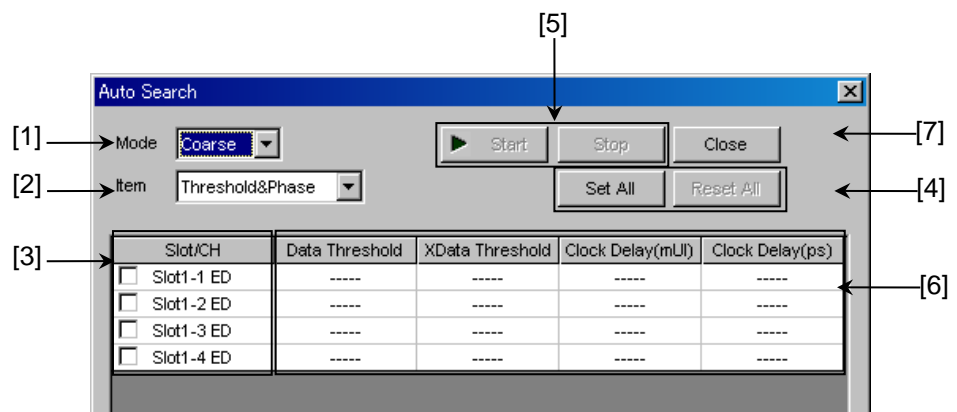 [5]
Auto Search
[1] Mode Coarse Start Stop Close [7]
[2] Item Threshold&Phase Set All Reset All [4]
[3] Slot/CH Data Threshold XData Threshold Clock Delay(mUI) Clock Delay(ps)
Slot1-1 ED ----- ----- ----- ----- [6]
Slot1-2 ED ----- ----- ----- -----
Slot1-3 ED ----- ----- ----- -----
Slot1-4 ED ----- ----- ----- -----